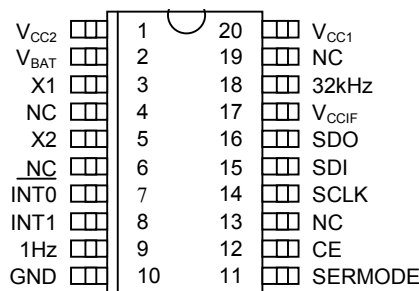 VCC2 1 20 VCC1
VBAT 2 19 NC
X1 3 18 32kHz
NC 4 17 VCCIF
X2 5 16 SDO
NC 6 15 SDI
INT0 7 14 SCLK
INT1 8 13 NC
1Hz 9 12 CE
GND 10 11 SERMODE